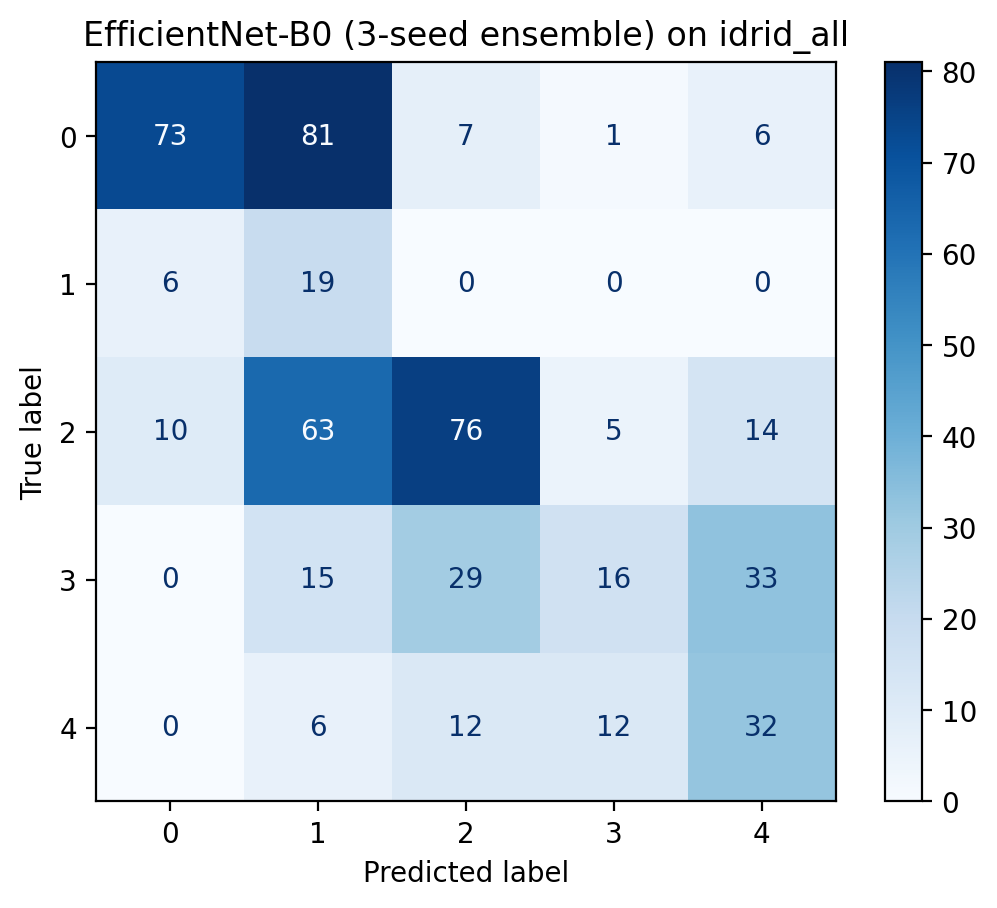 EfficientNet-B0 (3-seed ensemble) on idrid_all
80
0 73 81 7 1 6
70
60
1 6 19 0 0 0
50
True label
2 10 63 76 5 14
40
30
3 0 15 29 16 33
20
4 0 6 12 12 32
10
0
0 1 2 3 4
Predicted label